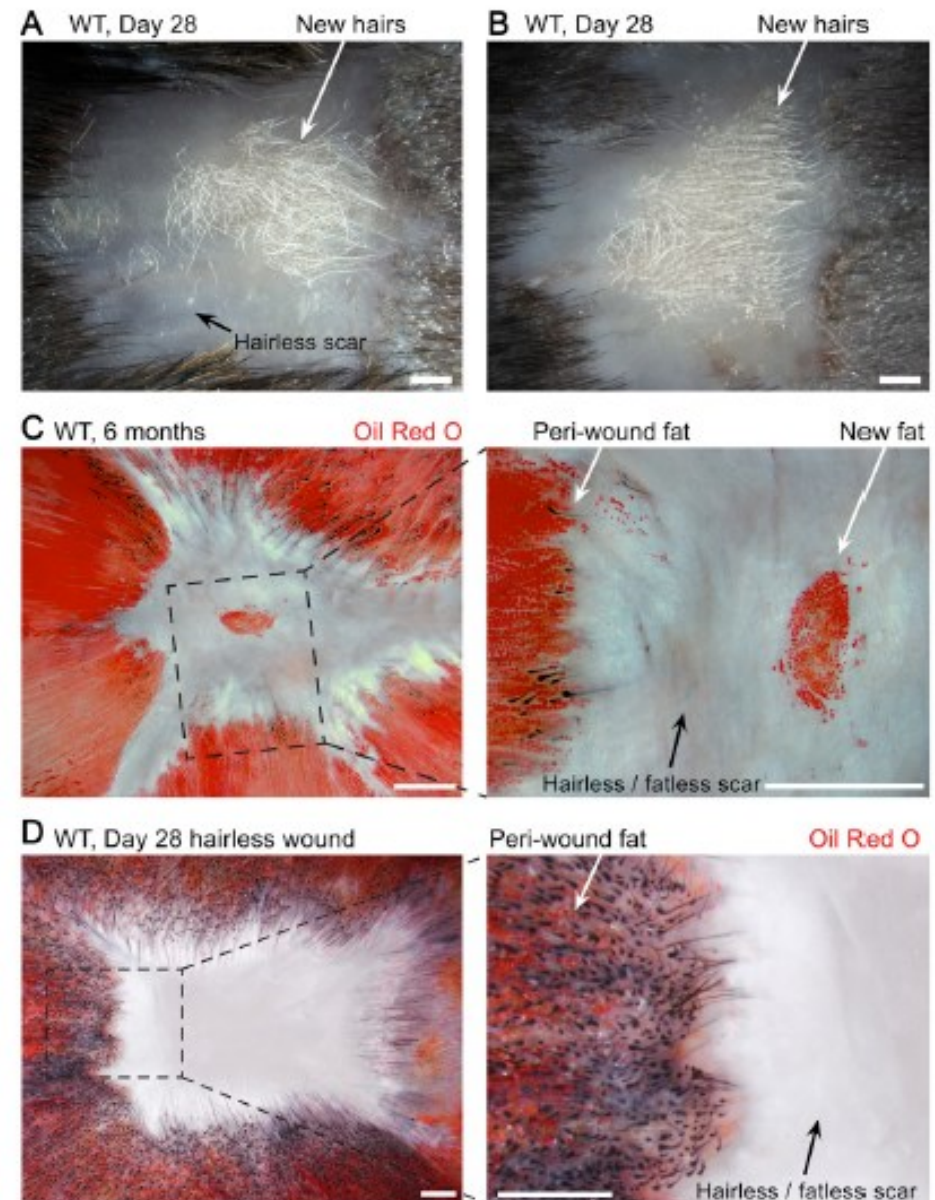 A WT, Day 28 New hairs
B WT, Day 28 New hairs
Hairless scar
C WT, 6 months Oil Red O
Peri-wound fat New fat
Hairless / fatless scar
D WT, Day 28 hairless wound
Peri-wound fat Oil Red O
Hairless / fatless scar